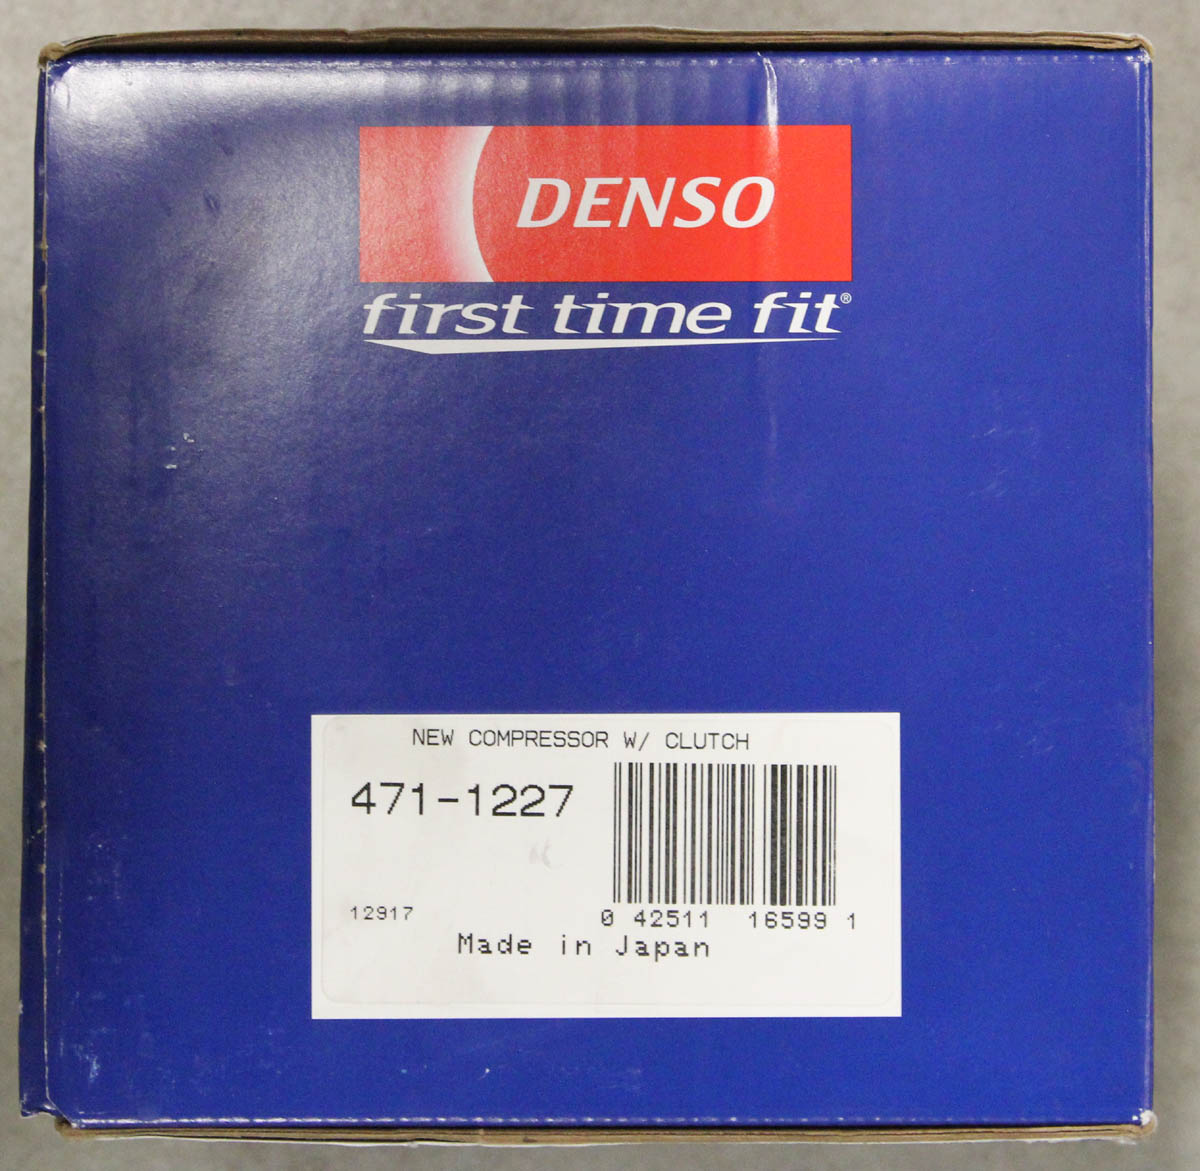 DENSO
first time fit®
NEW COMPRESSOR W/ CLUTCH
471-1227
12917
0 42511 16599 1
Made in Japan